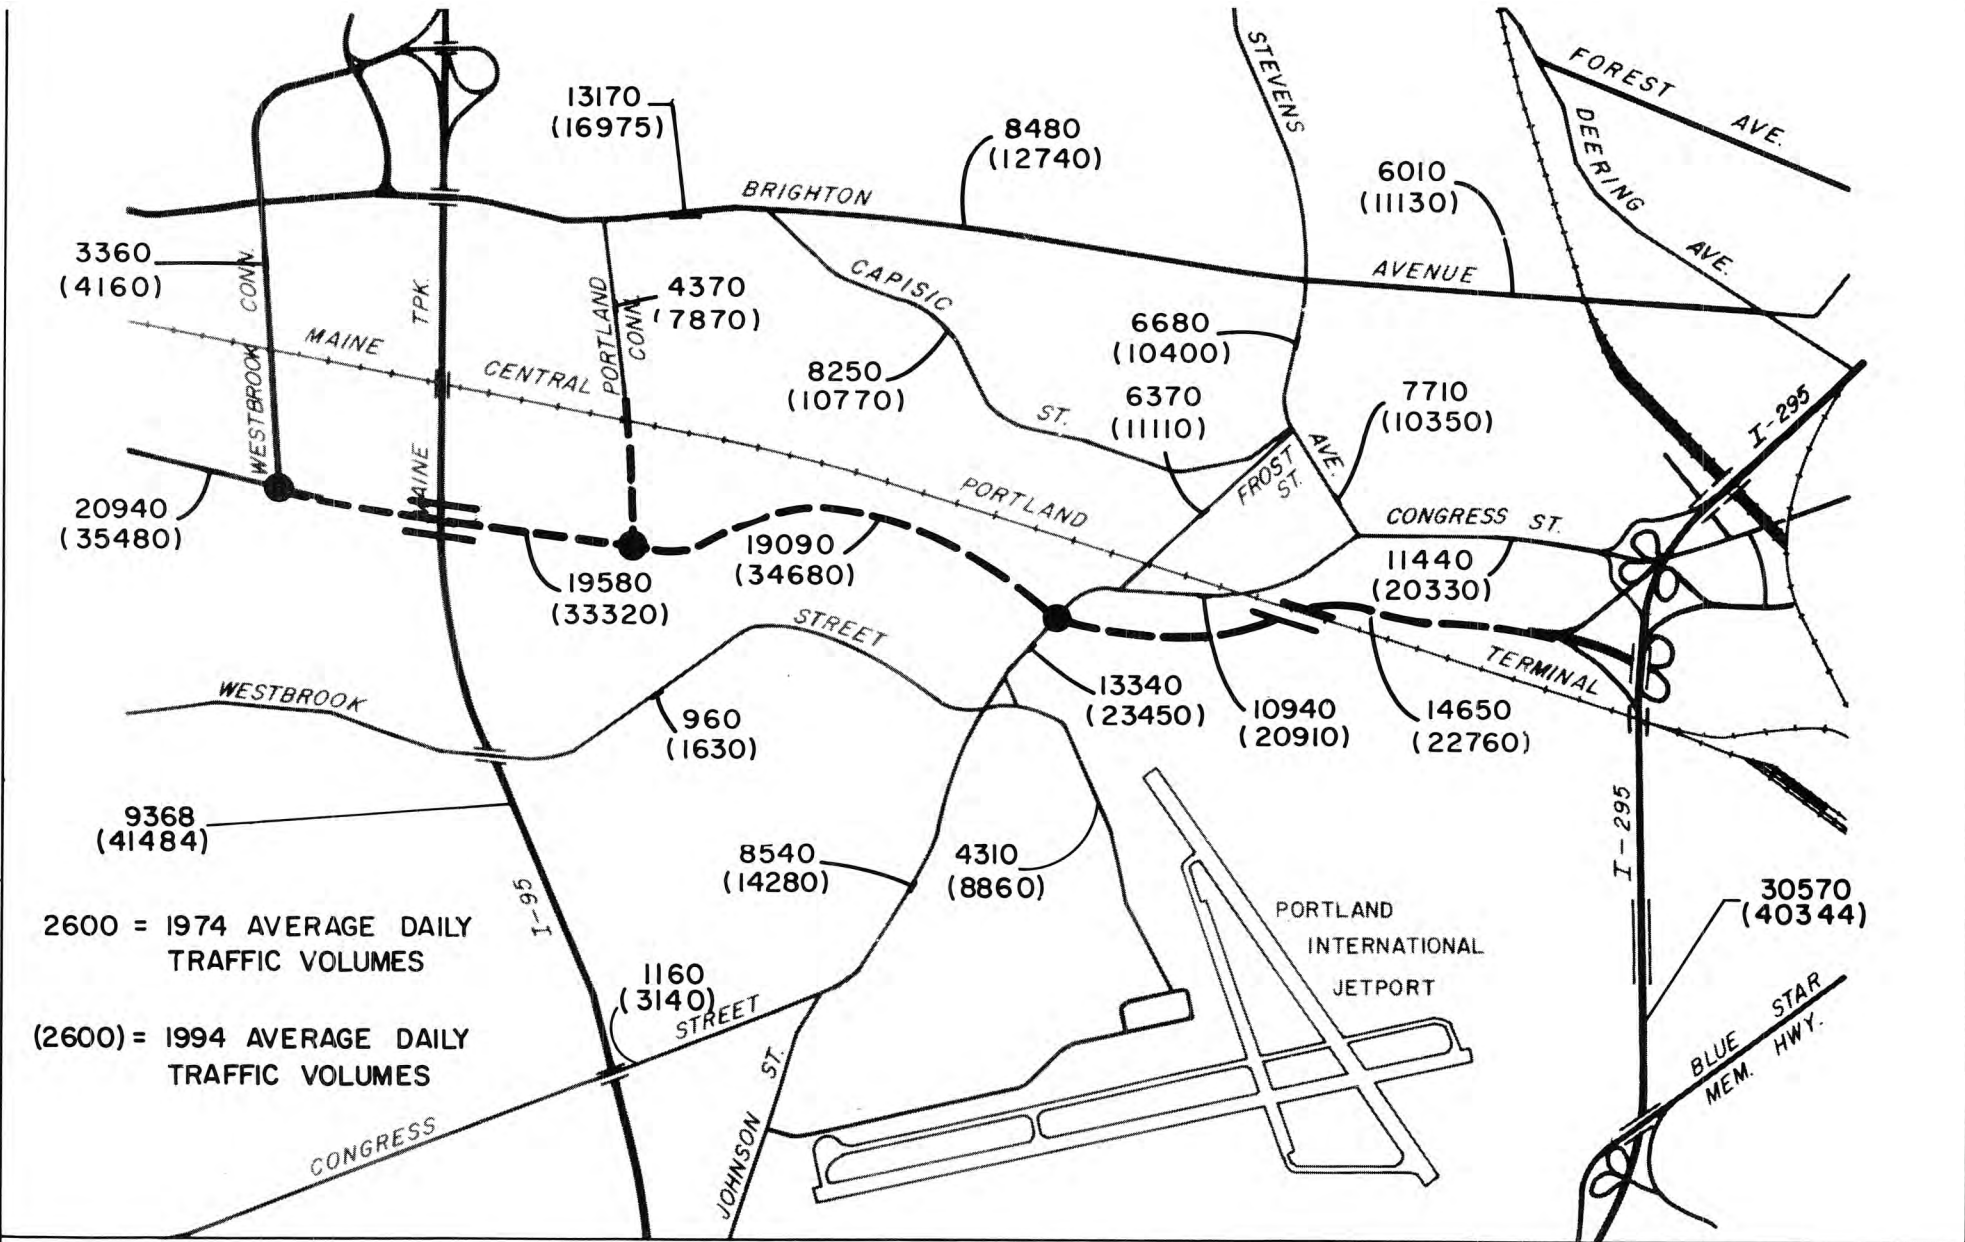 FOREST AVE.
STEVENS
DEERING AVE.
13170
(16975)
8480
(12740)
6010
(11130)
BRIGHTON
AVENUE
3360
(4160)
WESTBROOK CONN.
MAINE TPK.
PORTLAND
CONN.
4370
(7870)
CAPISIC
ST.
MAINE
CENTRAL
PORTLAND
TERMINAL
8250
(10770)
6680
(10400)
6370
(11110)
7710
(10350)
AVE.
FROST
ST.
I-295
CONGRESS ST.
20940
(35480)
19580
(33320)
19090
(34680)
11440
(20330)
WESTBROOK
STREET
960
(1630)
13340
(23450)
10940
(20910)
14650
(22760)
9368
(41484)
I-95
8540
(14280)
4310
(8860)
I-295
30570
(40344)
PORTLAND
INTERNATIONAL
JETPORT
2600 = 1974 AVERAGE DAILY
TRAFFIC VOLUMES
(2600) = 1994 AVERAGE DAILY
TRAFFIC VOLUMES
1160
(3140)
CONGRESS
STREET
JOHNSON ST.
BLUE STAR
MEM. HWY.